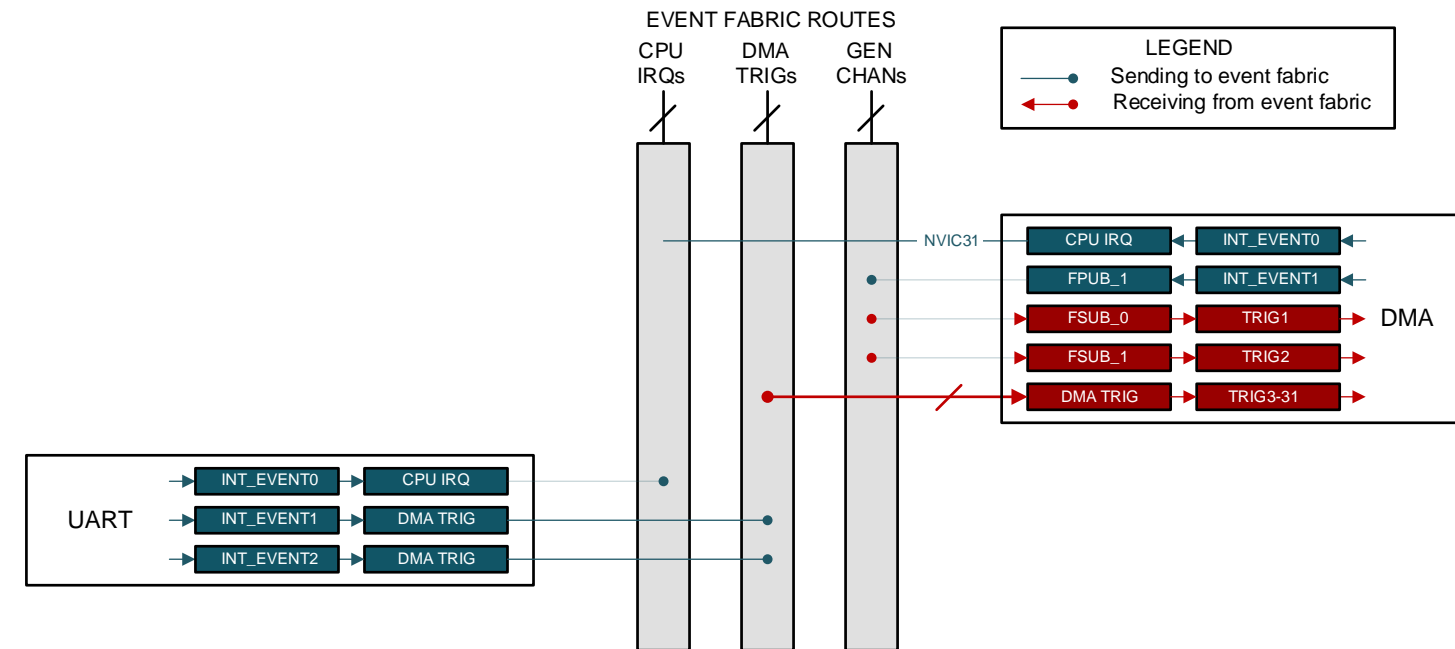 EVENT FABRIC ROUTES
CPU IRQs
DMA TRIGs
GEN CHANs
LEGEND
Sending to event fabric
Receiving from event fabric
NVIC31
CPU IRQ
INT_EVENT0
FPUB_1
INT_EVENT1
FSUB_0
TRIG1
DMA
FSUB_1
TRIG2
DMA TRIG
TRIG3-31
UART
INT_EVENT0
CPU IRQ
INT_EVENT1
DMA TRIG
INT_EVENT2
DMA TRIG